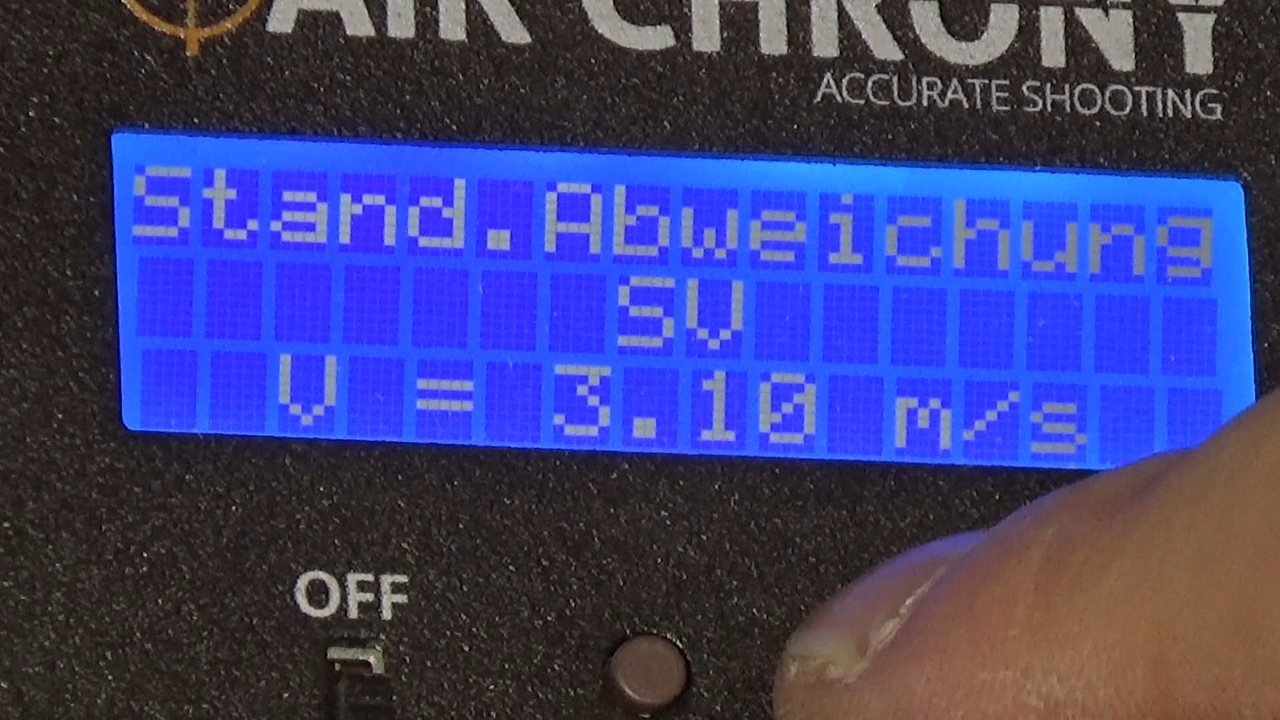 AIR CHRONY
ACCURATE SHOOTING
Stand.Abweichung
SV
V = 3.10 m/s
OFF